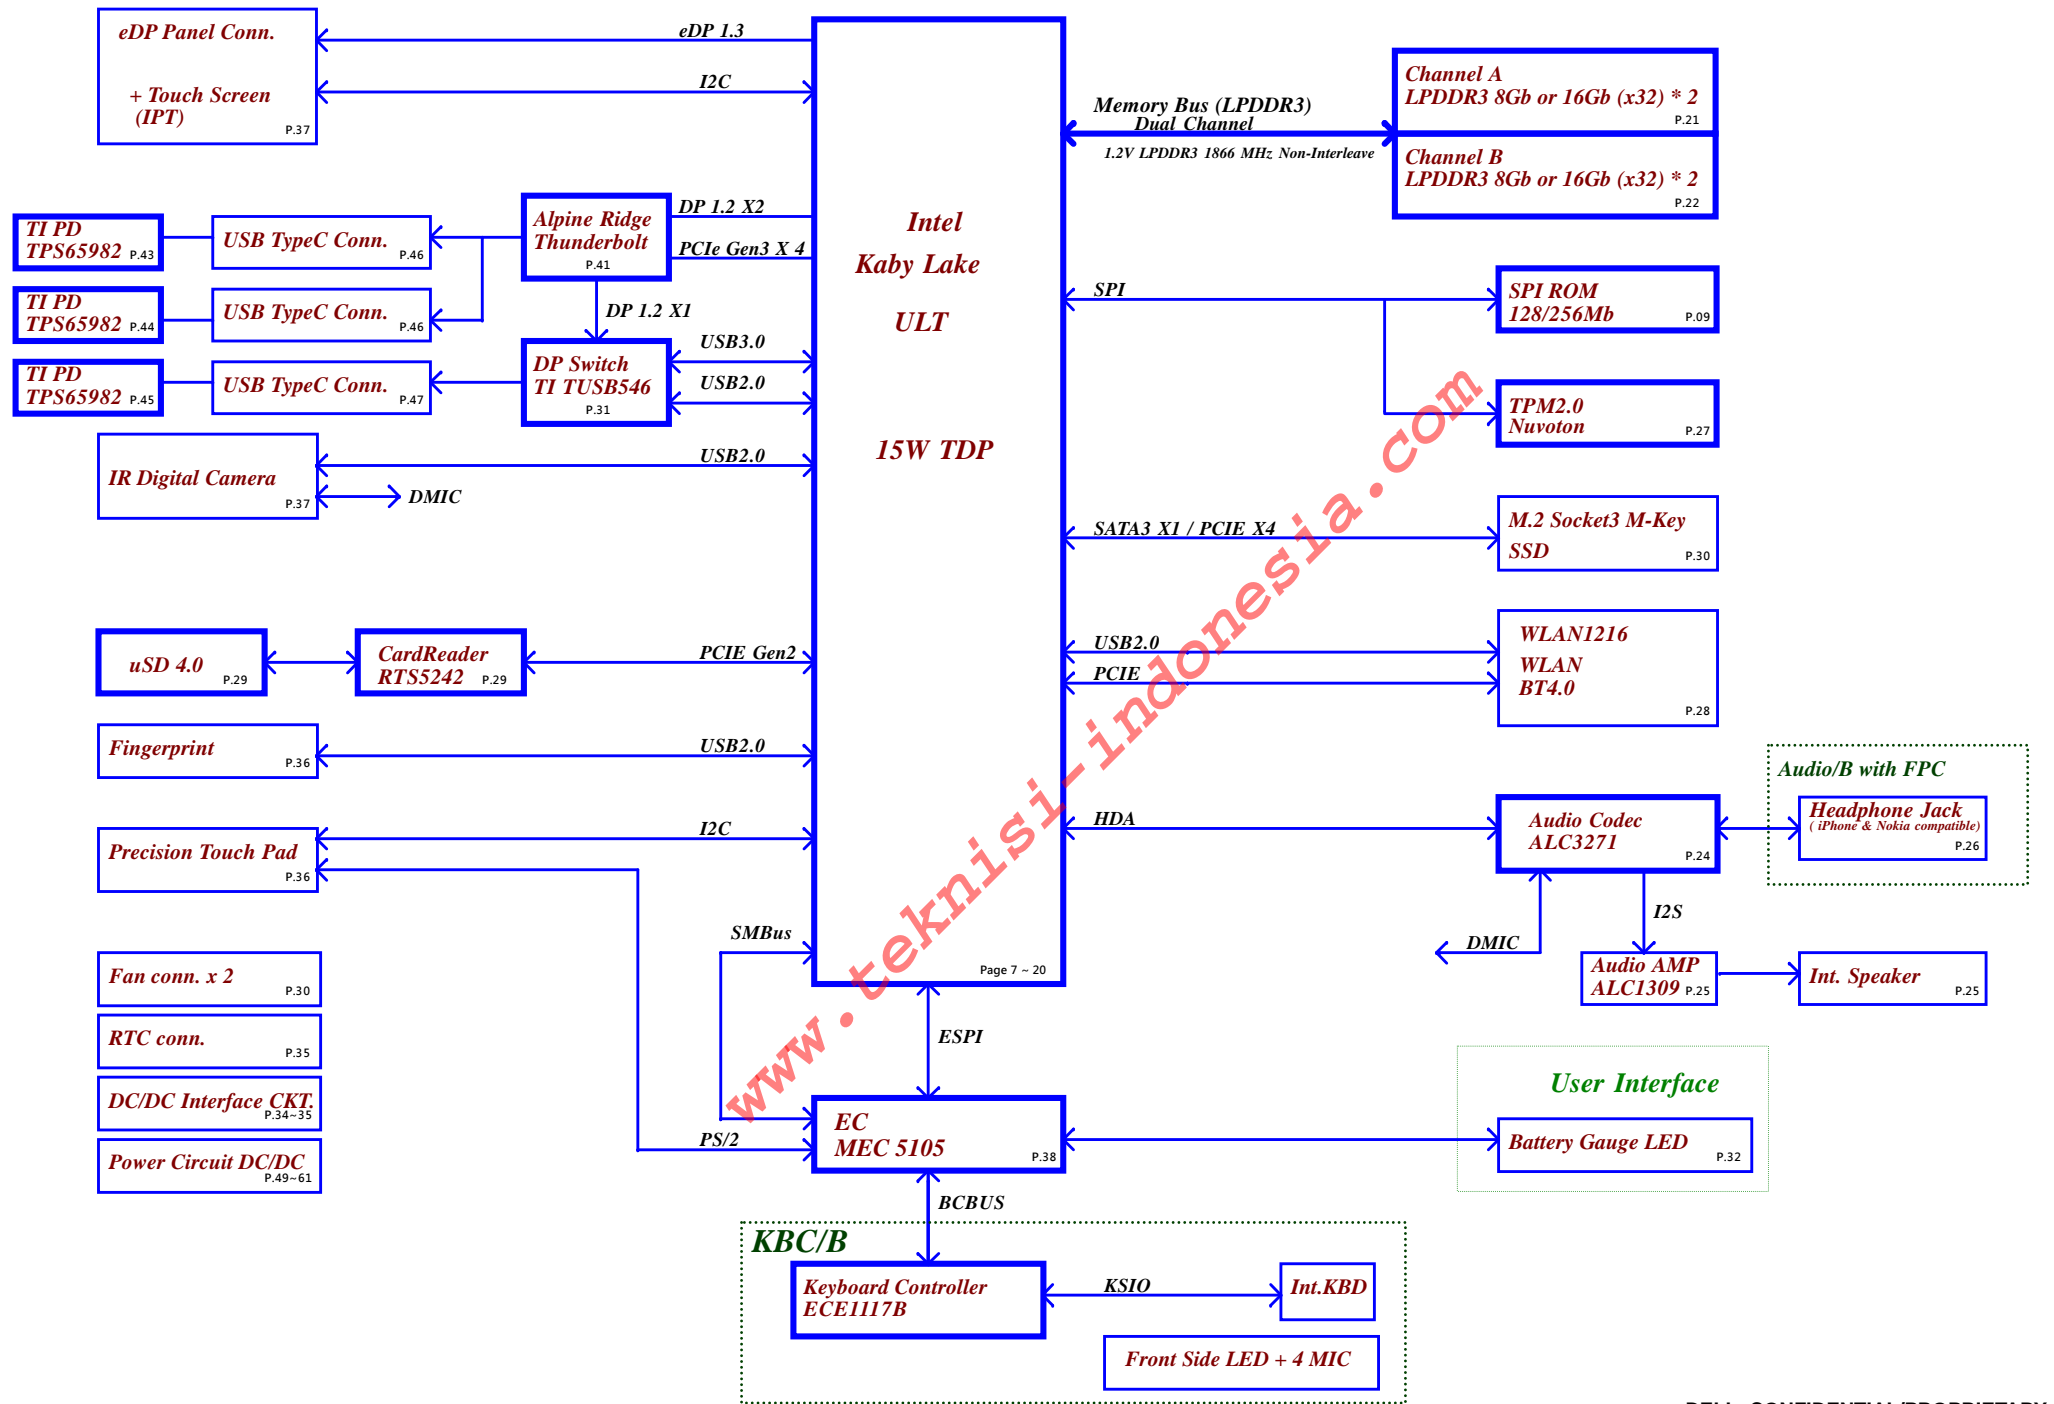 eDP Panel Conn.
+ Touch Screen
(IPT)
P.37
eDP 1.3
I2C
TI PD
TPS65982 P.43
USB TypeC Conn.
P.46
Alpine Ridge
Thunderbolt
P.41
DP 1.2 X2
PCIe Gen3 X 4
TI PD
TPS65982 P.44
USB TypeC Conn.
P.46
DP 1.2 X1
TI PD
TPS65982 P.45
USB TypeC Conn.
P.47
DP Switch
TI TUSB546
P.31
USB3.0
USB2.0
IR Digital Camera
P.37
USB2.0
DMIC
uSD 4.0
P.29
CardReader
RTS5242 P.29
PCIE Gen2
Fingerprint
P.36
USB2.0
Precision Touch Pad
P.36
I2C
SMBus
PS/2
Fan conn. x 2
P.30
RTC conn.
P.35
DC/DC Interface CKT.
P.34~35
Power Circuit DC/DC
P.49~61
Intel
Kaby Lake
ULT
15W TDP
Page 7 ~ 20
Memory Bus (LPDDR3)
Dual Channel
1.2V LPDDR3 1866 MHz Non-Interleave
Channel A
LPDDR3 8Gb or 16Gb (x32) * 2
P.21
Channel B
LPDDR3 8Gb or 16Gb (x32) * 2
P.22
SPI
SPI ROM
128/256Mb P.09
TPM2.0
Nuvoton P.27
SATA3 X1 / PCIE X4
M.2 Socket3 M-Key
SSD P.30
USB2.0
PCIE
WLAN1216
WLAN
BT4.0
P.28
HDA
Audio Codec
ALC3271
P.24
Audio/B with FPC
Headphone Jack
( iPhone & Nokia compatible)
P.26
DMIC
I2S
Audio AMP
ALC1309 P.25
Int. Speaker
P.25
ESPI
EC
MEC 5105
P.38
User Interface
Battery Gauge LED
P.32
BCBUS
KBC/B
Keyboard Controller
ECE1117B
KSIO
Int.KBD
Front Side LED + 4 MIC
www.teknisi-indonesia.com
DELL CONFIDENTIAL/PROPRIETARY